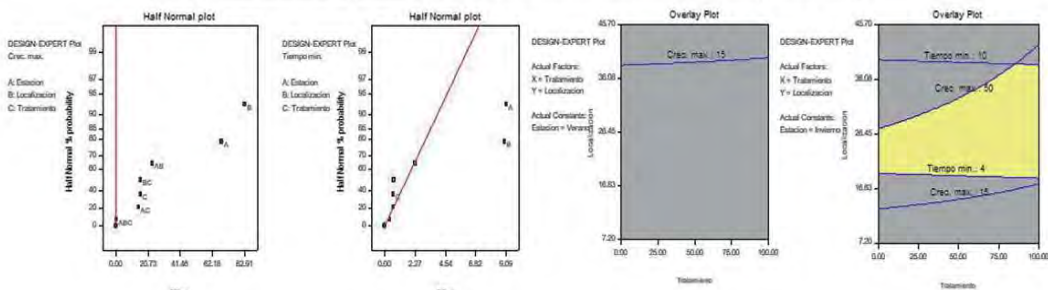 Half Normal plot
DESIGN-EXPERT Plot
Crec. max.
A: Estacion
B: Localizacion
C: Tratamiento
Half Normal % probability
99
97
95
90
85
80
70
60
40
20
0
B
A
AB
BC
C
AC
ABC
0.00 20.73 41.46 62.18 82.91
Half Normal plot
DESIGN-EXPERT Plot
Tiempo min.
A: Estacion
B: Localizacion
C: Tratamiento
Half Normal % probability
99
97
95
90
85
80
70
60
40
20
0
A
B
0.00 2.27 4.54 6.82 9.09
Overlay Plot
DESIGN-EXPERT Plot
Actual Factors:
X = Tratamiento
Y = Localizacion
Actual Constants:
Estacion = Verano
Localizacion
45.70
36.08
26.45
16.83
7.20
Crec. max.: 15
0.00 25.00 50.00 75.00 100.00
Tratamiento
Overlay Plot
DESIGN-EXPERT Plot
Actual Factors:
X = Tratamiento
Y = Localizacion
Actual Constants:
Estacion = Invierno
Localizacion
45.70
36.08
26.45
16.83
7.20
Tiempo min.: 10
Crec. max.: 50
Tiempo min.: 4
Crec. max.: 15
0.00 25.00 50.00 75.00 100.00
Tratamiento